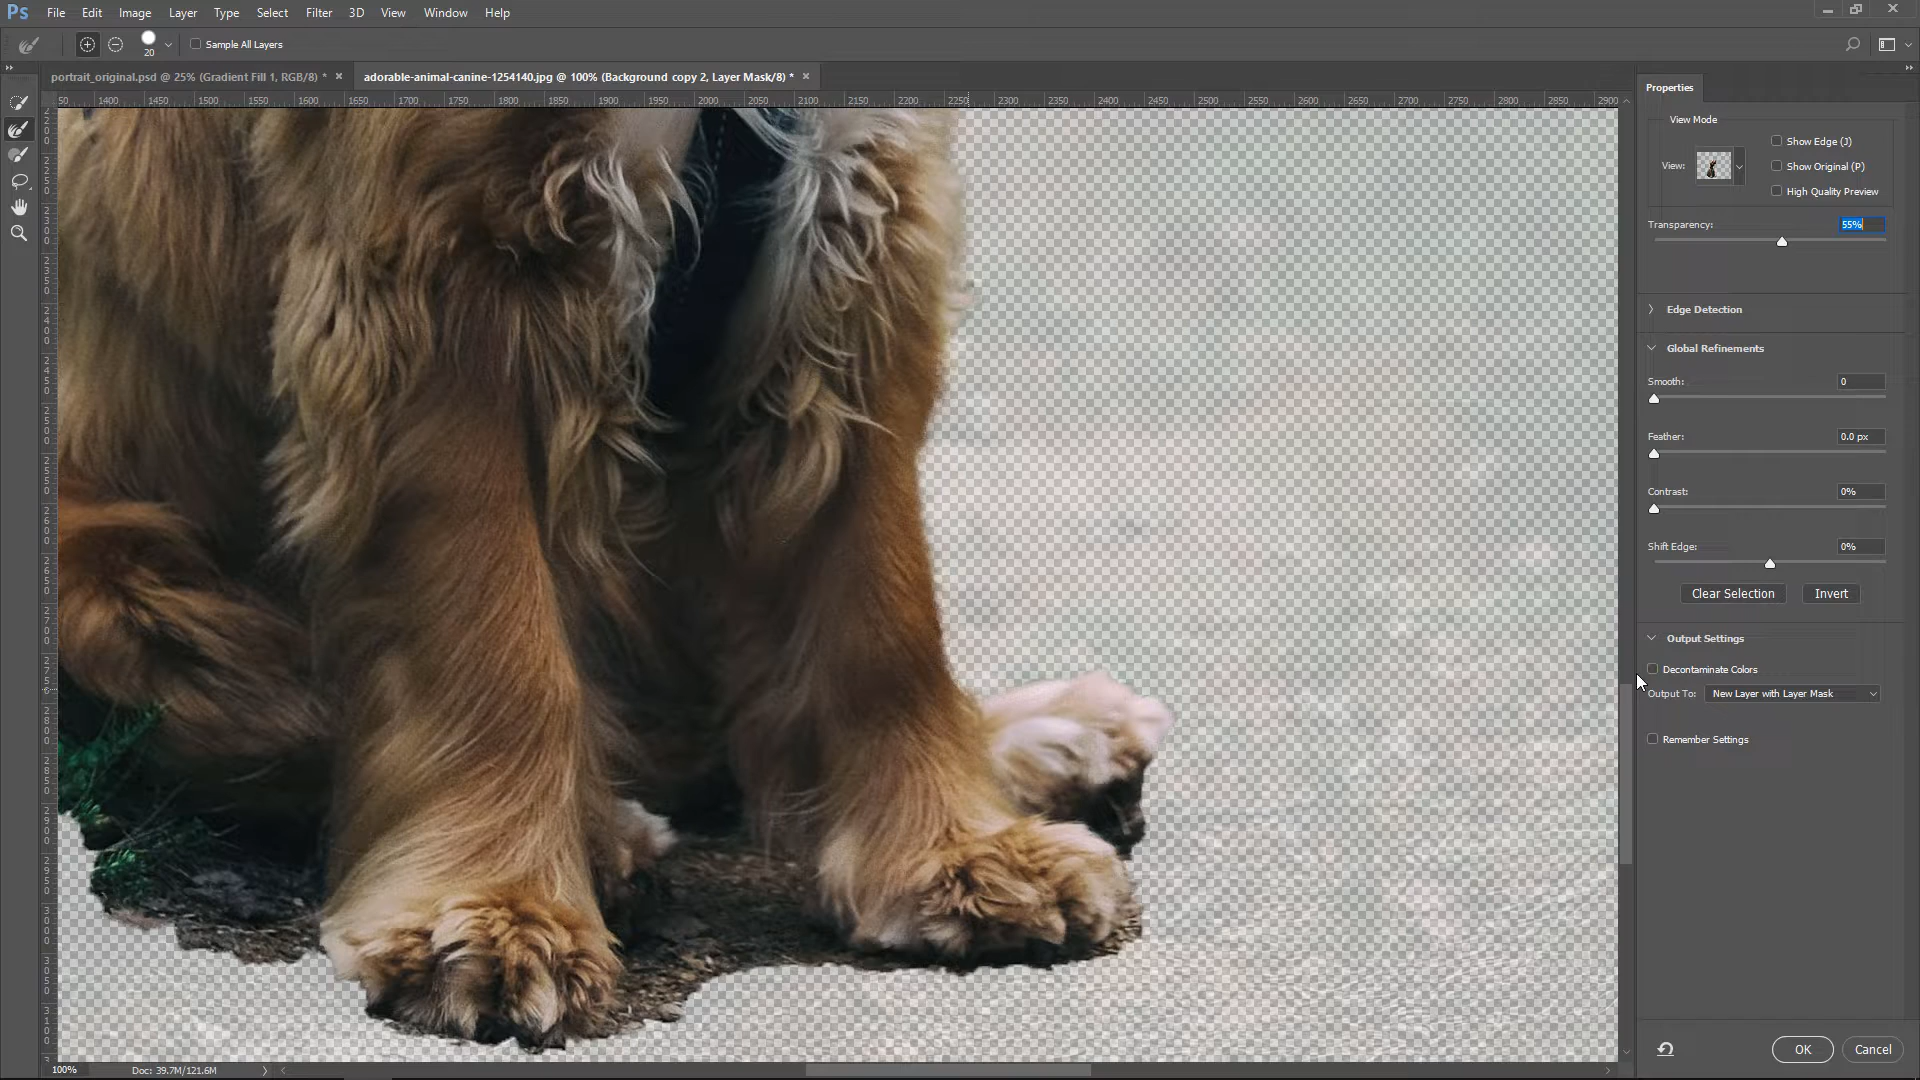 Ps File Edit Image Layer Type Select Filter 3D View Window Help
20 Sample All Layers
portrait_original.psd @ 25% (Gradient Fill 1, RGB/8) * × adorable-animal-canine-1254140.jpg @ 100% (Background copy 2, Layer Mask/8) * ×
50 1400 1450 1500 1550 1600 1650 1700 1750 1800 1850 1900 1950 2000 2050 2100 2150 2200 2250 2300 2350 2400 2450 2500 2550 2600 2650 2700 2750 2800 2850 2900
Properties
View Mode
View:
Show Edge (J)
Show Original (P)
High Quality Preview
Transparency: 55%
Edge Detection
Global Refinements
Smooth: 0
Feather: 0.0 px
Contrast: 0%
Shift Edge: 0%
Clear Selection Invert
Output Settings
Decontaminate Colors
Output To: New Layer with Layer Mask
Remember Settings
OK Cancel
100% Doc: 39.7M/121.6M